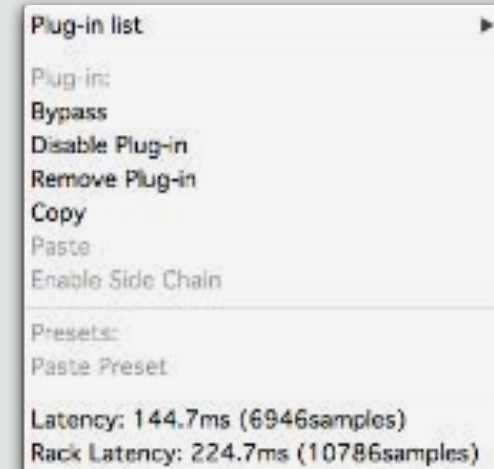 Plug-in list
Plug-in:
Bypass
Disable Plug-in
Remove Plug-in
Copy
Paste
Enable Side Chain
Presets:
Paste Preset
Latency: 144.7ms (6946samples)
Rack Latency: 224.7ms (10786samples)